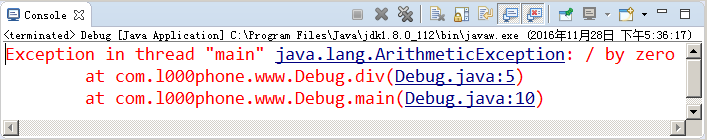 Console
<terminated> Debug [Java Application] C:\Program Files\Java\jdk1.8.0_112\bin\javaw.exe (2016年11月28日 下午5:36:17)
Exception in thread "main" java.lang.ArithmeticException: / by zero
at com.l000phone.www.Debug.div(Debug.java:5)
at com.l000phone.www.Debug.main(Debug.java:10)